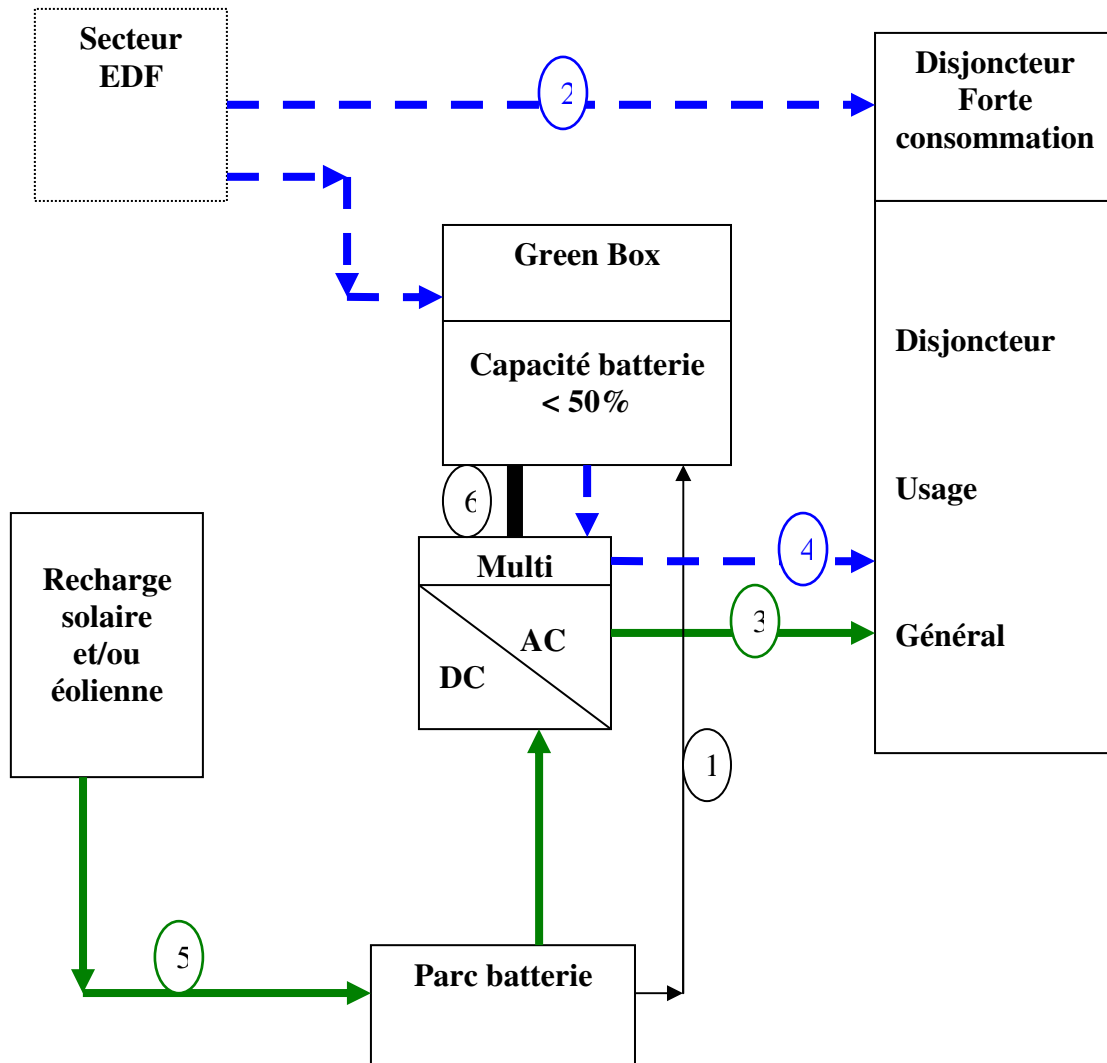 Secteur
EDF
2
Disjoncteur
Forte
consommation
Green Box
Capacité batterie
< 50%
Disjoncteur
Usage
Général
6
4
3
Multi
AC
DC
Recharge
solaire
et/ou
éolienne
1
5
Parc batterie